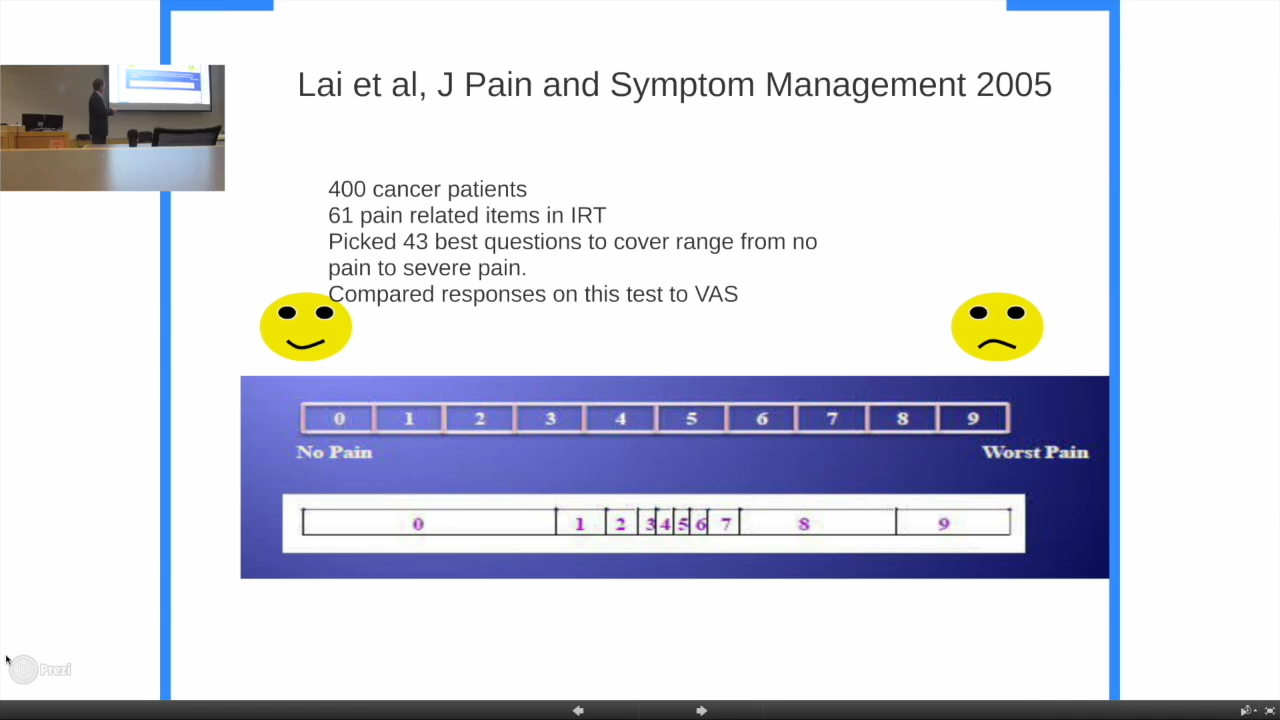 Lai et al, J Pain and Symptom Management 2005
400 cancer patients
61 pain related items in IRT
Picked 43 best questions to cover range from no
pain to severe pain.
Compared responses on this test to VAS
0 1 2 3 4 5 6 7 8 9
No Pain Worst Pain
0 1 2 3 4 5 6 7 8 9
Prezi